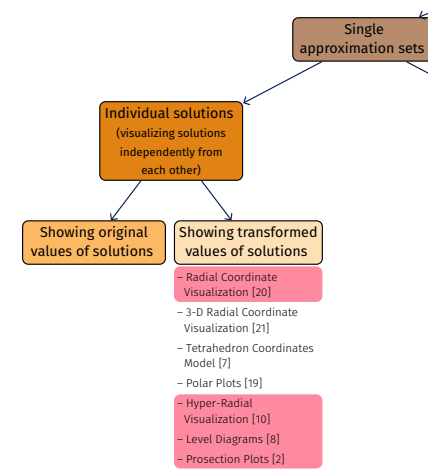 Single
approximation sets
Individual solutions
(visualizing solutions
independently from
each other)
Showing original
values of solutions
Showing transformed
values of solutions
– Radial Coordinate
Visualization [20]
– 3-D Radial Coordinate
Visualization [21]
– Tetrahedron Coordinates
Model [7]
– Polar Plots [19]
– Hyper-Radial
Visualization [10]
– Level Diagrams [8]
– Prosection Plots [2]